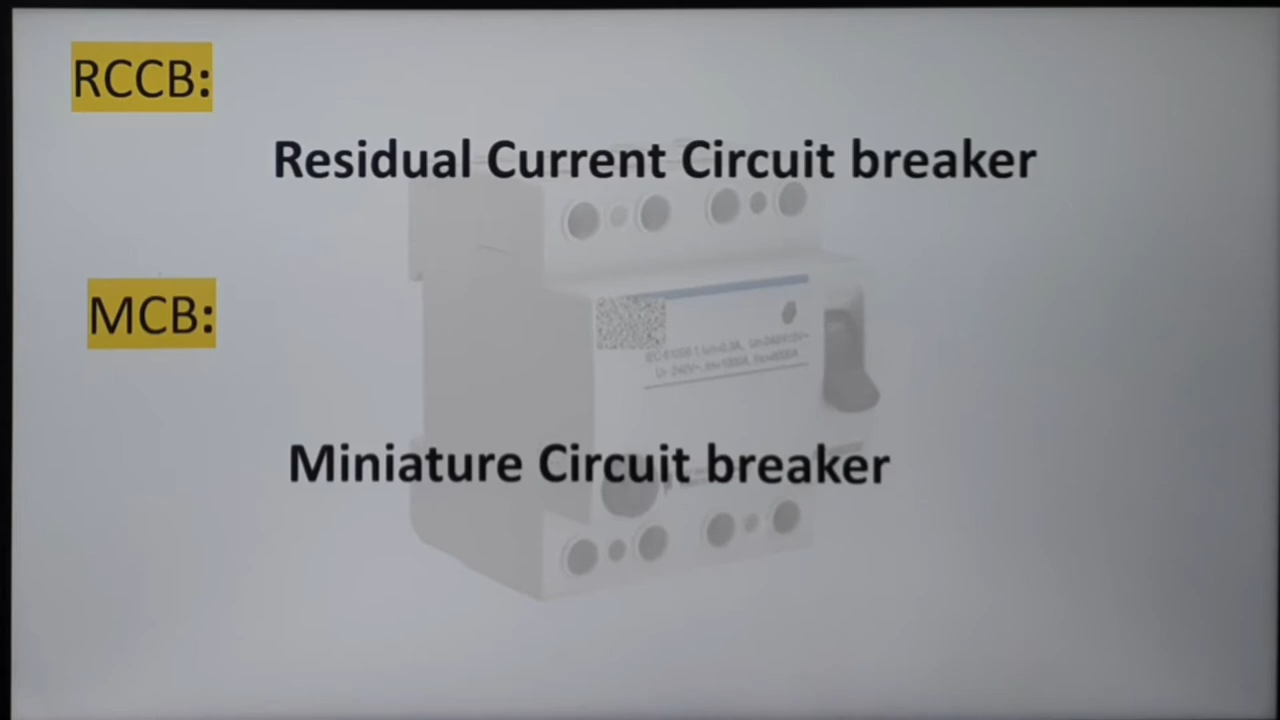 RCCB:
Residual Current Circuit breaker
MCB:
Miniature Circuit breaker